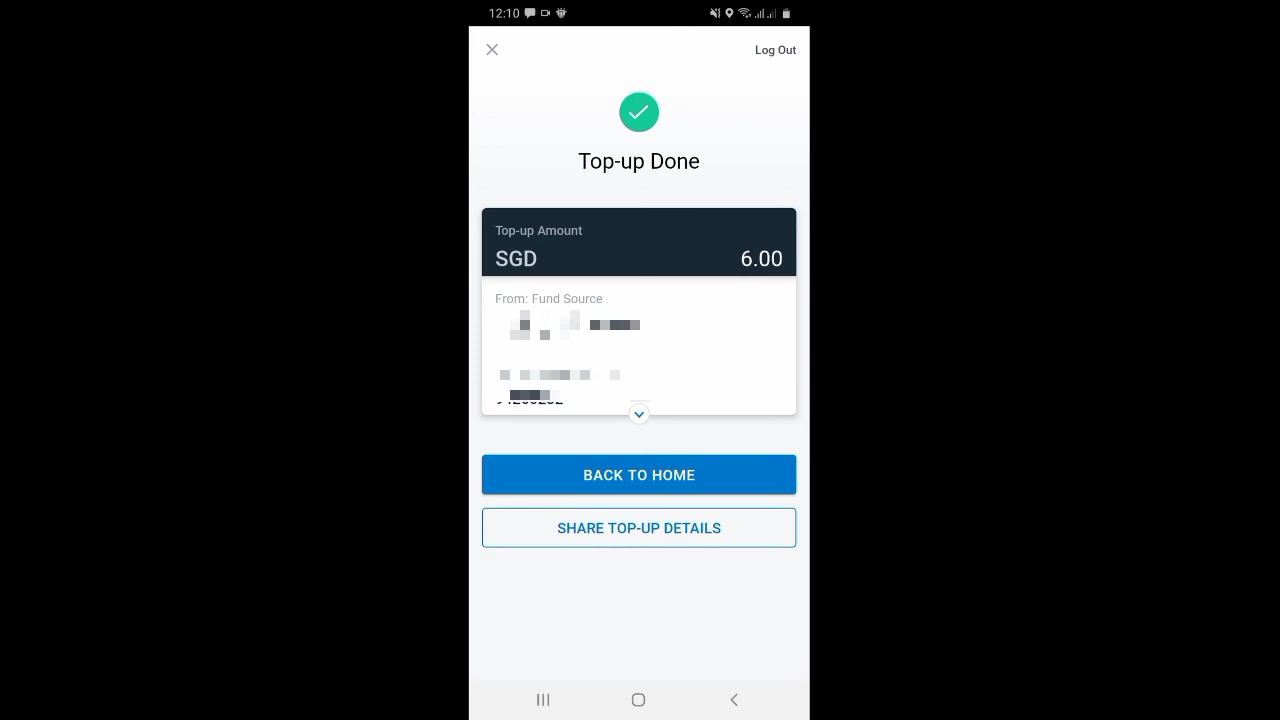 12:10
Log Out
Top-up Done
Top-up Amount
SGD 6.00
From: Fund Source
BACK TO HOME
SHARE TOP-UP DETAILS